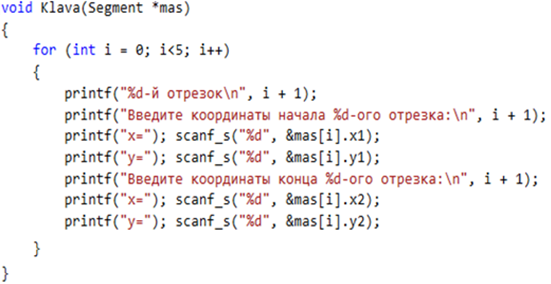 void Klava(Segment *mas)
{
for (int i = 0; i<5; i++)
{
printf("%d-й отрезок\n", i + 1);
printf("Введите координаты начала %d-ого отрезка:\n", i + 1);
printf("x="); scanf_s("%d", &mas[i].x1);
printf("y="); scanf_s("%d", &mas[i].y1);
printf("Введите координаты конца %d-ого отрезка:\n", i + 1);
printf("x="); scanf_s("%d", &mas[i].x2);
printf("y="); scanf_s("%d", &mas[i].y2);
}
}